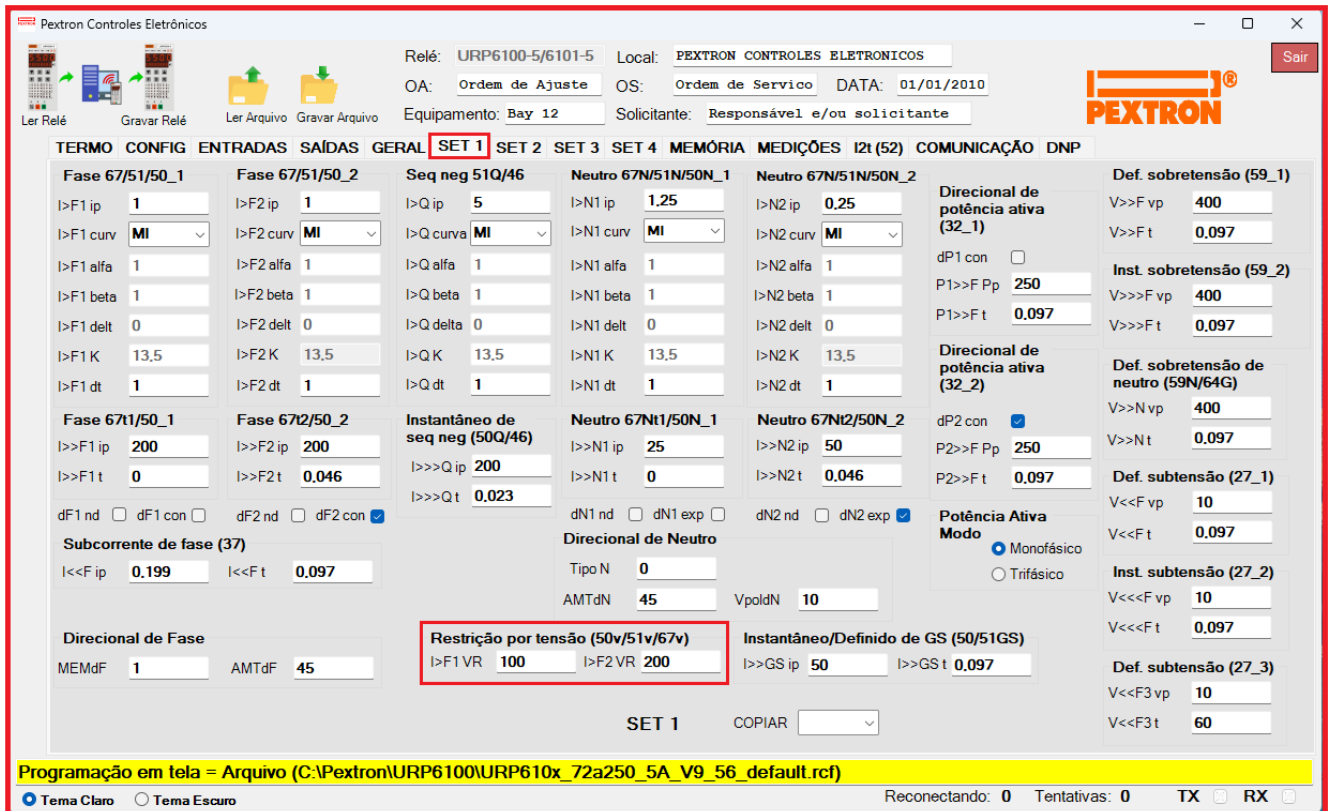 Pextron Controles Eletrônicos
Relé: URP6100-5/6101-5 Local: PEXTRON CONTROLES ELETRONICOS Sair
OA: Ordem de Ajuste OS: Ordem de Servico DATA: 01/01/2010
Equipamento: Bay 12 Solicitante: Responsável e/ou solicitante
PEXTRON®
Ler Relé Gravar Relé Ler Arquivo Gravar Arquivo
TERMO CONFIG ENTRADAS SAÍDAS GERAL SET 1 SET 2 SET 3 SET 4 MEMÓRIA MEDIÇÕES I2t (52) COMUNICAÇÃO DNP
Fase 67/51/50_1
I>F1 ip 1
I>F1 curv MI
I>F1 alfa 1
I>F1 beta 1
I>F1 delt 0
I>F1 K 13,5
I>F1 dt 1
Fase 67/51/50_2
I>F2 ip 1
I>F2 curv MI
I>F2 alfa 1
I>F2 beta 1
I>F2 delt 0
I>F2 K 13,5
I>F2 dt 1
Seq neg 51Q/46
I>Q ip 5
I>Q curva MI
I>Q alfa 1
I>Q beta 1
I>Q delta 0
I>Q K 13,5
I>Q dt 1
Neutro 67N/51N/50N_1
I>N1 ip 1,25
I>N1 curv MI
I>N1 alfa 1
I>N1 beta 1
I>N1 delt 0
I>N1 K 13,5
I>N1 dt 1
Neutro 67N/51N/50N_2
I>N2 ip 0,25
I>N2 curv MI
I>N2 alfa 1
I>N2 beta 1
I>N2 delt 0
I>N2 K 13,5
I>N2 dt 1
Direcional de
potência ativa
(32_1)
dP1 con
P1>>F Pp 250
P1>>F t 0,097
Direcional de
potência ativa
(32_2)
dP2 con
P2>>F Pp 250
P2>>F t 0,097
Potência Ativa
Modo
Monofásico
Trifásico
Def. sobretensão (59_1)
V>>F vp 400
V>>F t 0,097
Inst. sobretensão (59_2)
V>>>F vp 400
V>>>F t 0,097
Def. sobretensão de
neutro (59N/64G)
V>>N vp 400
V>>N t 0,097
Def. subtensão (27_1)
V<<F vp 10
V<<F t 0,097
Inst. subtensão (27_2)
V<<<F vp 10
V<<<F t 0,097
Def. subtensão (27_3)
V<<F3 vp 10
V<<F3 t 60
Fase 67t1/50_1
I>>F1 ip 200
I>>F1 t 0
dF1 nd dF1 con
Fase 67t2/50_2
I>>F2 ip 200
I>>F2 t 0,046
dF2 nd dF2 con
Instantâneo de
seq neg (50Q/46)
I>>>Q ip 200
I>>>Q t 0,023
Neutro 67Nt1/50N_1
I>>N1 ip 25
I>>N1 t 0
dN1 nd dN1 exp
Neutro 67Nt2/50N_2
I>>N2 ip 50
I>>N2 t 0,046
dN2 nd dN2 exp
Subcorrente de fase (37)
I<<F ip 0,199 I<<F t 0,097
Direcional de Neutro
Tipo N 0
AMTdN 45 VpoldN 10
Direcional de Fase
MEMdF 1 AMTdF 45
Restrição por tensão (50v/51v/67v)
I>F1 VR 100 I>F2 VR 200
Instantâneo/Definido de GS (50/51GS)
I>>GS ip 50 I>>GS t 0,097
SET 1 COPIAR
Programação em tela = Arquivo (C:\Pextron\URP6100\URP610x_72a250_5A_V9_56_default.rcf)
Tema Claro Tema Escuro Reconectando: 0 Tentativas: 0 TX RX